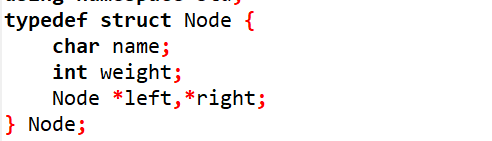 typedef struct Node {
    char name;
    int weight;
    Node *left,*right;
} Node;